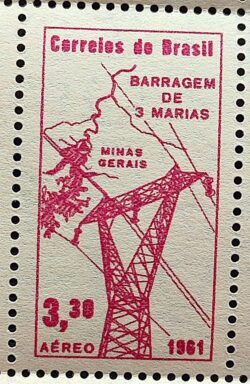 Correios do Brasil
BARRAGEM
DE
3 MARIAS
MINAS
GERAIS
3,30
AÉREO 1961